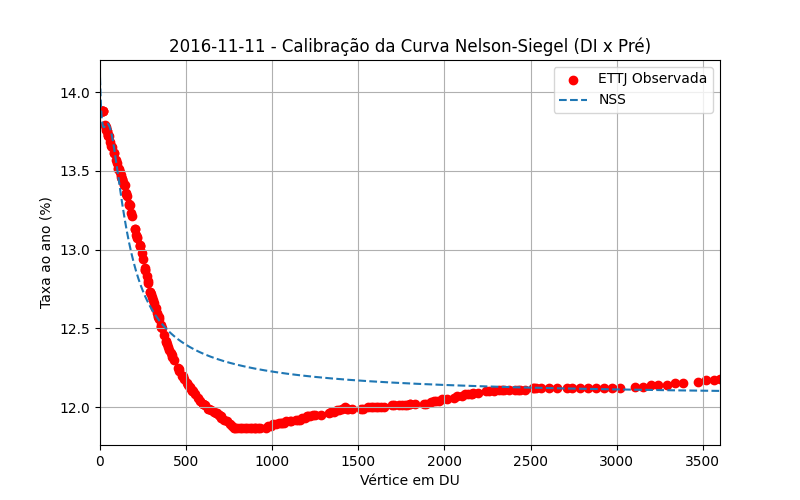 2016-11-11 - Calibração da Curva Nelson-Siegel (DI x Pré)
ETTJ Observada
NSS
Taxa ao ano (%)
14.0
13.5
13.0
12.5
12.0
0 500 1000 1500 2000 2500 3000 3500
Vértice em DU